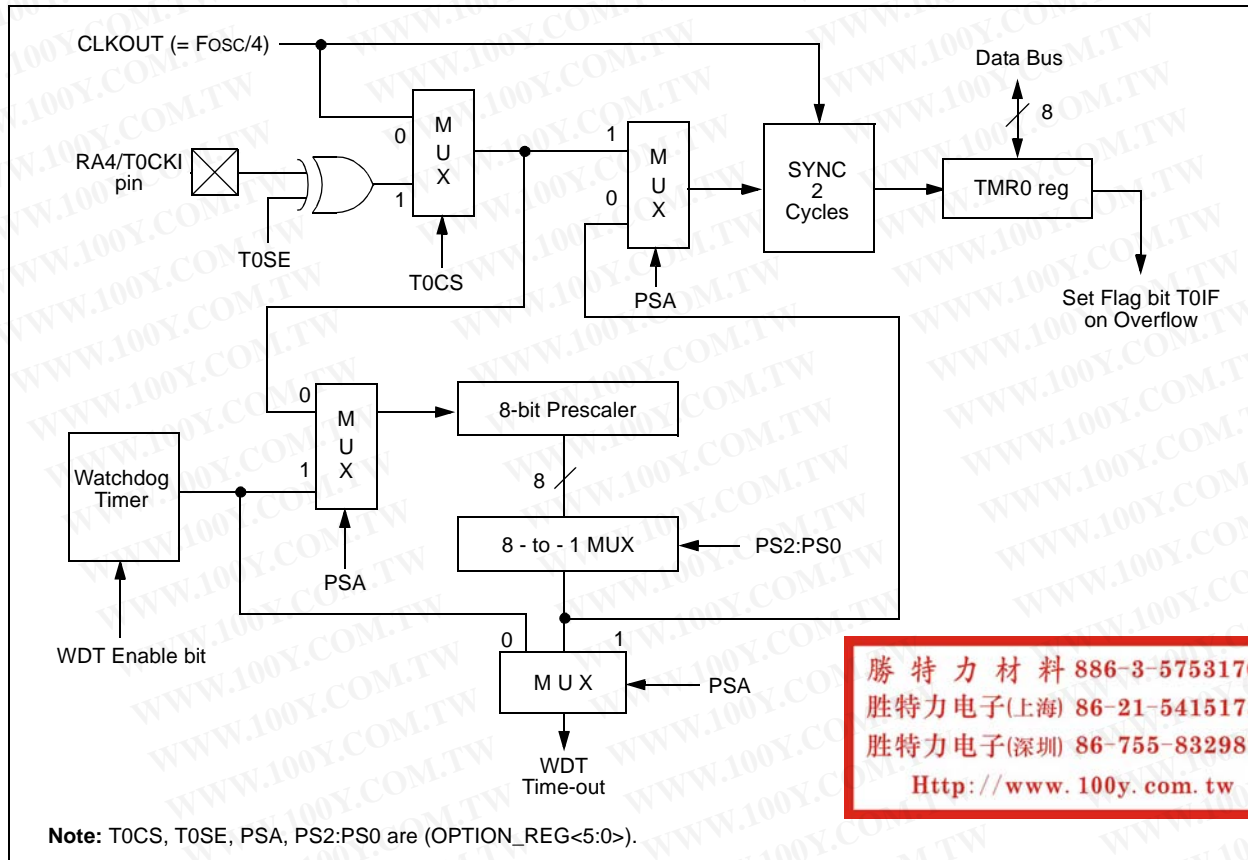 CLKOUT (= FOSC/4)
Data Bus
8
RA4/T0CKI
pin
0
1
M
U
X
T0SE
T0CS
1
0
M
U
X
PSA
SYNC
2
Cycles
TMR0 reg
Set Flag bit T0IF
on Overflow
Watchdog
Timer
WDT Enable bit
0
1
M
U
X
PSA
8-bit Prescaler
8
8 - to - 1 MUX
PS2:PS0
0
1
M U X
PSA
WDT
Time-out
勝特力材料 886-3-575317
胜特力电子(上海) 86-21-541517
胜特力电子(深圳) 86-755-83298
Http://www.100y.com.tw
Note: T0CS, T0SE, PSA, PS2:PS0 are (OPTION_REG<5:0>).
WWW.100Y.COM.TW